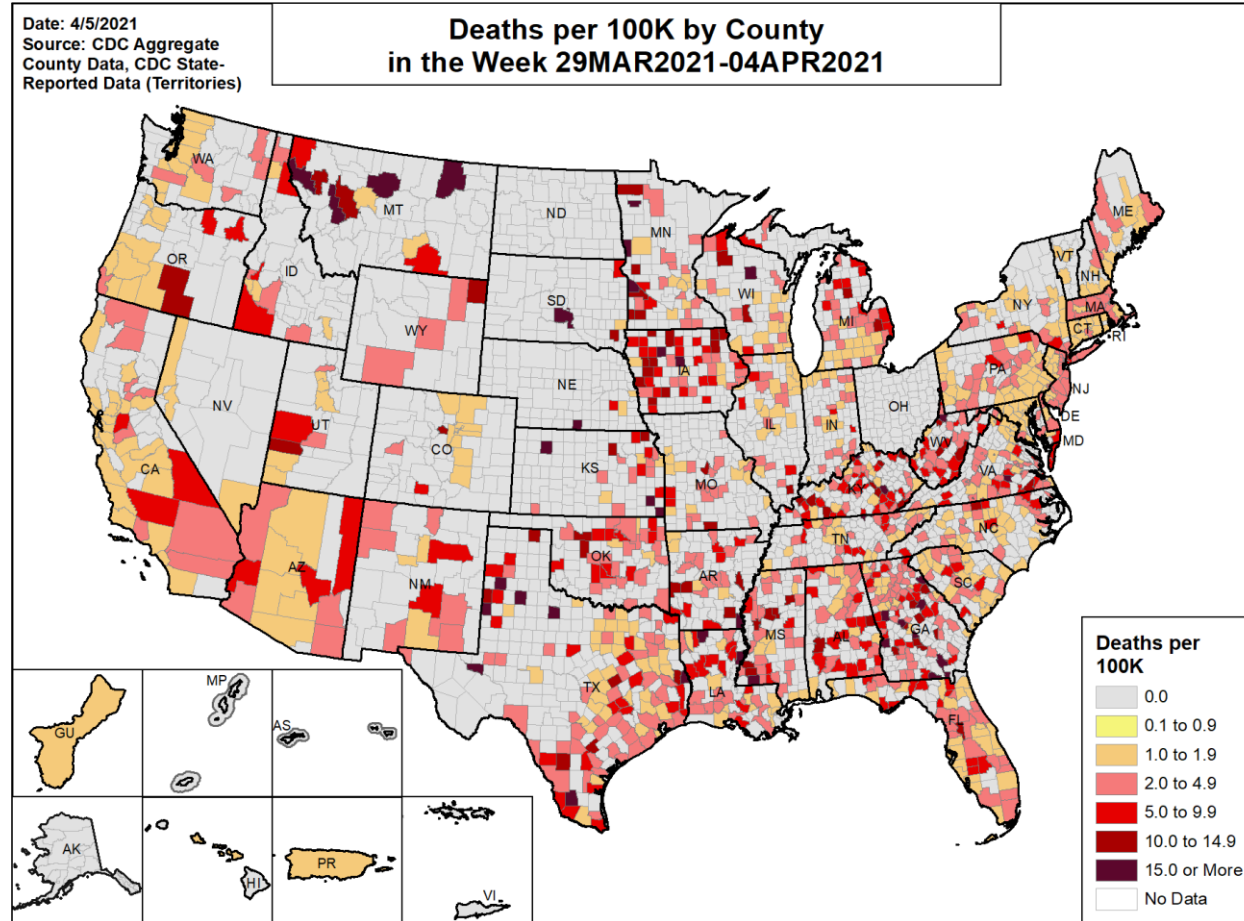 Date: 4/5/2021
Source: CDC Aggregate
County Data, CDC State-
Reported Data (Territories)
Deaths per 100K by County
in the Week 29MAR2021-04APR2021
WA
MT
ND
MN
ME
OR
ID
SD
WI
MI
VT
NH
NY
MA
CT
RI
WY
IA
PA
NJ
NE
NV
UT
CO
IL
IN
OH
DE
MD
WV
VA
CA
KS
MO
KY
NC
TN
AZ
NM
OK
AR
SC
MS
AL
GA
TX
LA
FL
GU
MP
AS
AK
HI
PR
VI
Deaths per
100K
0.0
0.1 to 0.9
1.0 to 1.9
2.0 to 4.9
5.0 to 9.9
10.0 to 14.9
15.0 or More
No Data